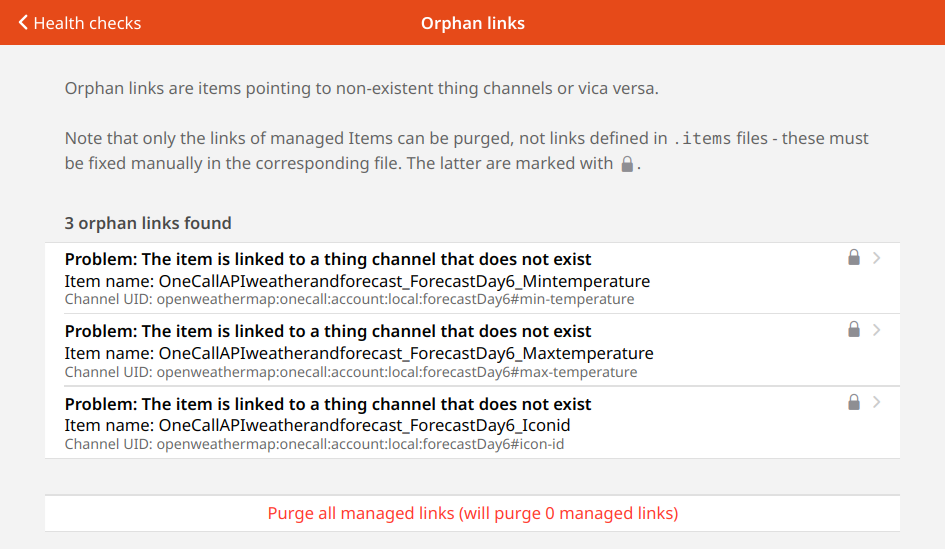 Health checks
Orphan links
Orphan links are items pointing to non-existent thing channels or vica versa.
Note that only the links of managed Items can be purged, not links defined in .items files - these must
be fixed manually in the corresponding file. The latter are marked with .
3 orphan links found
Problem: The item is linked to a thing channel that does not exist
Item name: OneCallAPIweatherandforecast_ForecastDay6_Mintemperature
Channel UID: openweathermap:onecall:account:local:forecastDay6#min-temperature
Problem: The item is linked to a thing channel that does not exist
Item name: OneCallAPIweatherandforecast_ForecastDay6_Maxtemperature
Channel UID: openweathermap:onecall:account:local:forecastDay6#max-temperature
Problem: The item is linked to a thing channel that does not exist
Item name: OneCallAPIweatherandforecast_ForecastDay6_Iconid
Channel UID: openweathermap:onecall:account:local:forecastDay6#icon-id
Purge all managed links (will purge 0 managed links)